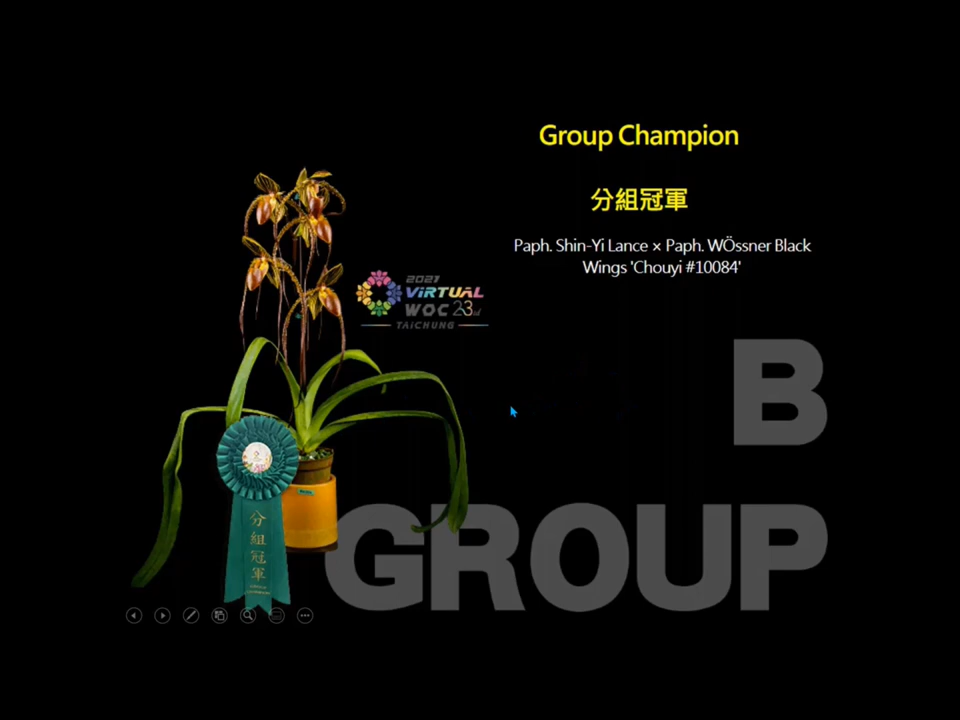 Group Champion
分組冠軍
Paph. Shin-Yi Lance × Paph. WÖssner Black
Wings 'Chouyi #10084'
2021
ViRTUAL
WOC 23rd
TAiCHUNG
B
GROUP
分
組
冠
軍